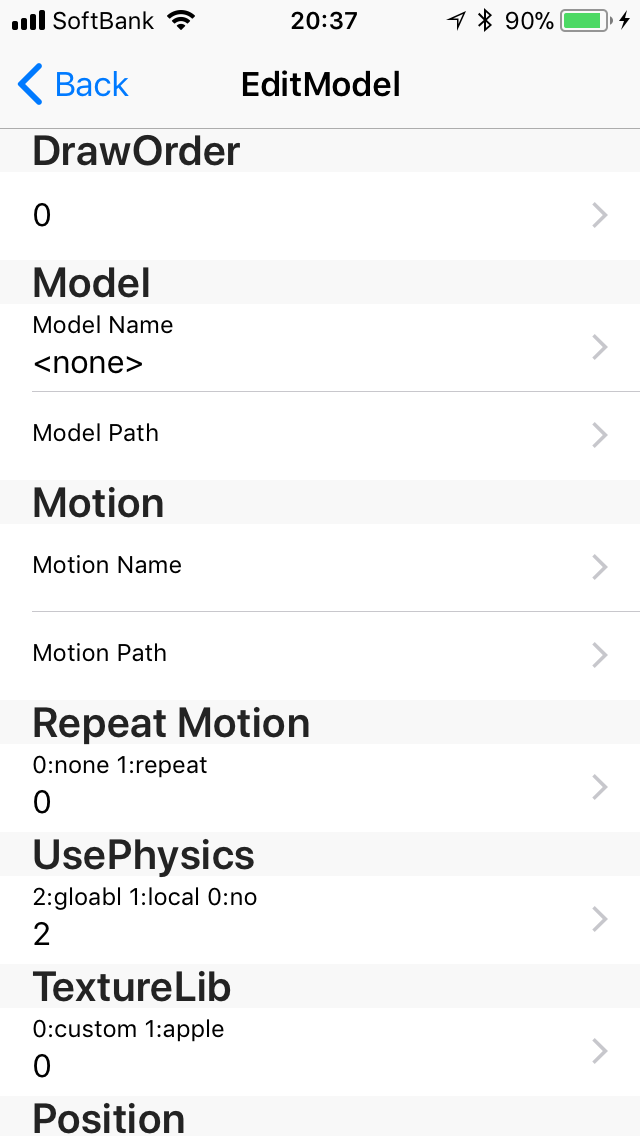 SoftBank 20:37 90%
Back EditModel
DrawOrder
0
Model
Model Name
<none>
Model Path
Motion
Motion Name
Motion Path
Repeat Motion
0:none 1:repeat
0
UsePhysics
2:gloabl 1:local 0:no
2
TextureLib
0:custom 1:apple
0
Position